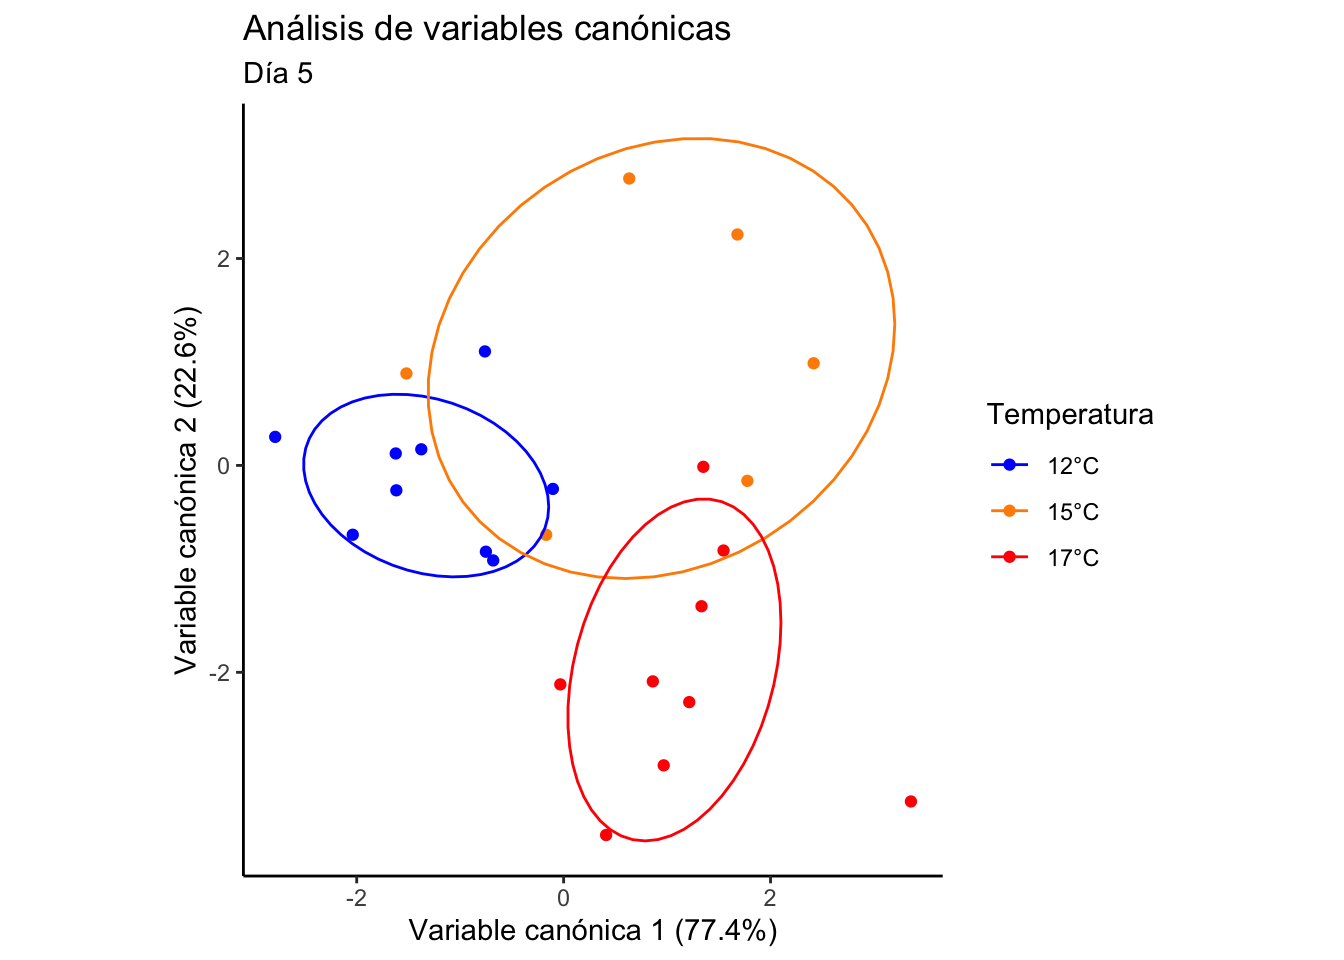 Análisis de variables canónicas
Día 5
Variable canónica 2 (22.6%)
2
0
-2
-2
0
2
Variable canónica 1 (77.4%)
Temperatura
12°C
15°C
17°C